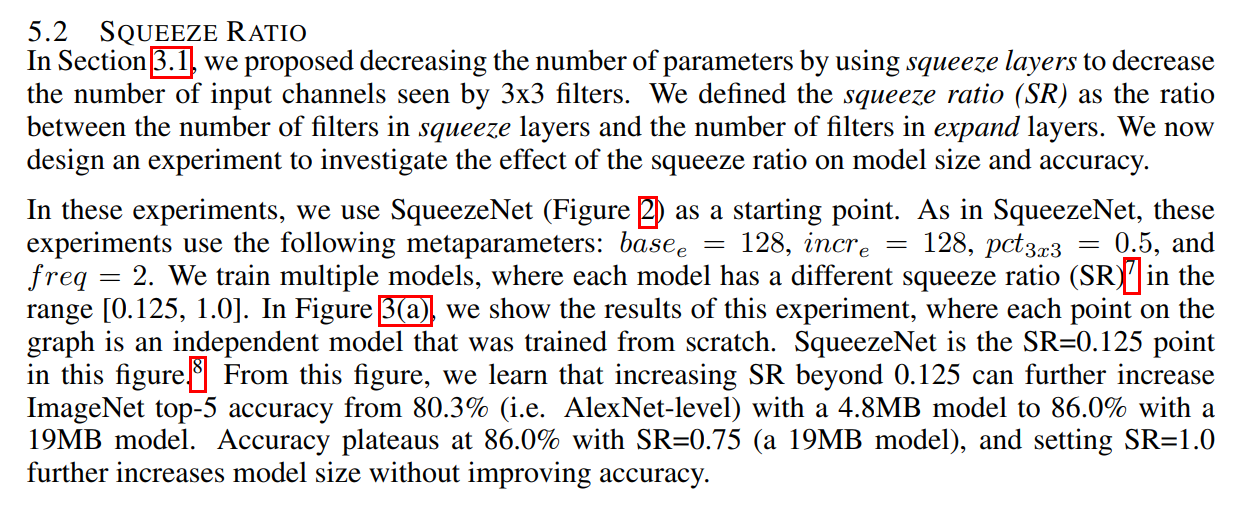 5.2 SQUEEZE RATIO
In Section 3.1, we proposed decreasing the number of parameters by using squeeze layers to decrease
the number of input channels seen by 3x3 filters. We defined the squeeze ratio (SR) as the ratio
between the number of filters in squeeze layers and the number of filters in expand layers. We now
design an experiment to investigate the effect of the squeeze ratio on model size and accuracy.
In these experiments, we use SqueezeNet (Figure 2) as a starting point. As in SqueezeNet, these
experiments use the following metaparameters: base_e = 128, incr_e = 128, pct_{3x3} = 0.5, and
freq = 2. We train multiple models, where each model has a different squeeze ratio (SR)⁷ in the
range [0.125, 1.0]. In Figure 3(a), we show the results of this experiment, where each point on the
graph is an independent model that was trained from scratch. SqueezeNet is the SR=0.125 point
in this figure.⁸ From this figure, we learn that increasing SR beyond 0.125 can further increase
ImageNet top-5 accuracy from 80.3% (i.e. AlexNet-level) with a 4.8MB model to 86.0% with a
19MB model. Accuracy plateaus at 86.0% with SR=0.75 (a 19MB model), and setting SR=1.0
further increases model size without improving accuracy.